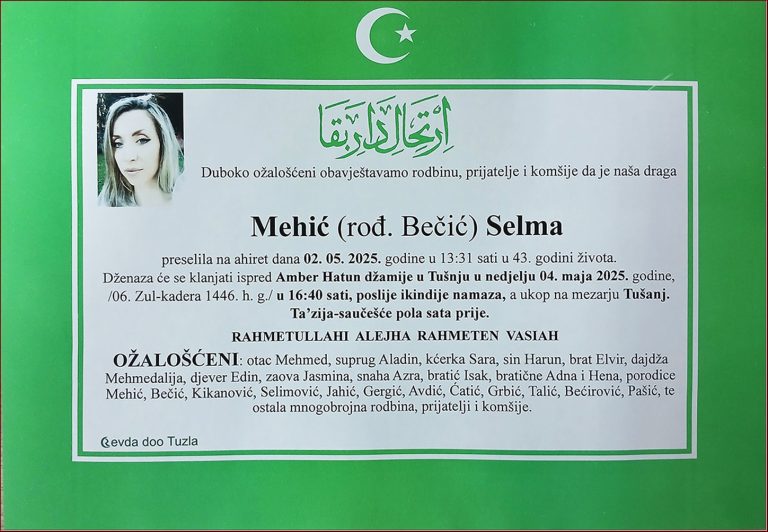 اِرْتِحَالِ دَارِ بَقَا
Duboko ožalošćeni obavještavamo rodbinu, prijatelje i komšije da je naša draga
Mehić (rođ. Bečić) Selma
preselila na ahiret dana 02. 05. 2025. godine u 13:31 sati u 43. godini života.
Dženaza će se klanjati ispred Amber Hatun džamije u Tušnju u nedjelju 04. maja 2025. godine,
/06. Zul-kadera 1446. h. g./ u 16:40 sati, poslije ikindije namaza, a ukop na mezarju Tušanj.
Ta’zija-saučešće pola sata prije.
RAHMETULLAHI ALEJHA RAHMETEN VASIAH
OŽALOŠĆENI: otac Mehmed, suprug Aladin, kćerka Sara, sin Harun, brat Elvir, dajdža
Mehmedalija, djever Edin, zaova Jasmina, snaha Azra, bratić Isak, bratične Adna i Hena, porodice
Mehić, Bečić, Kikanović, Selimović, Jahić, Gergić, Avdić, Ćatić, Grbić, Talić, Bećirović, Pašić, te
ostala mnogobrojna rodbina, prijatelji i komšije.
evda doo Tuzla